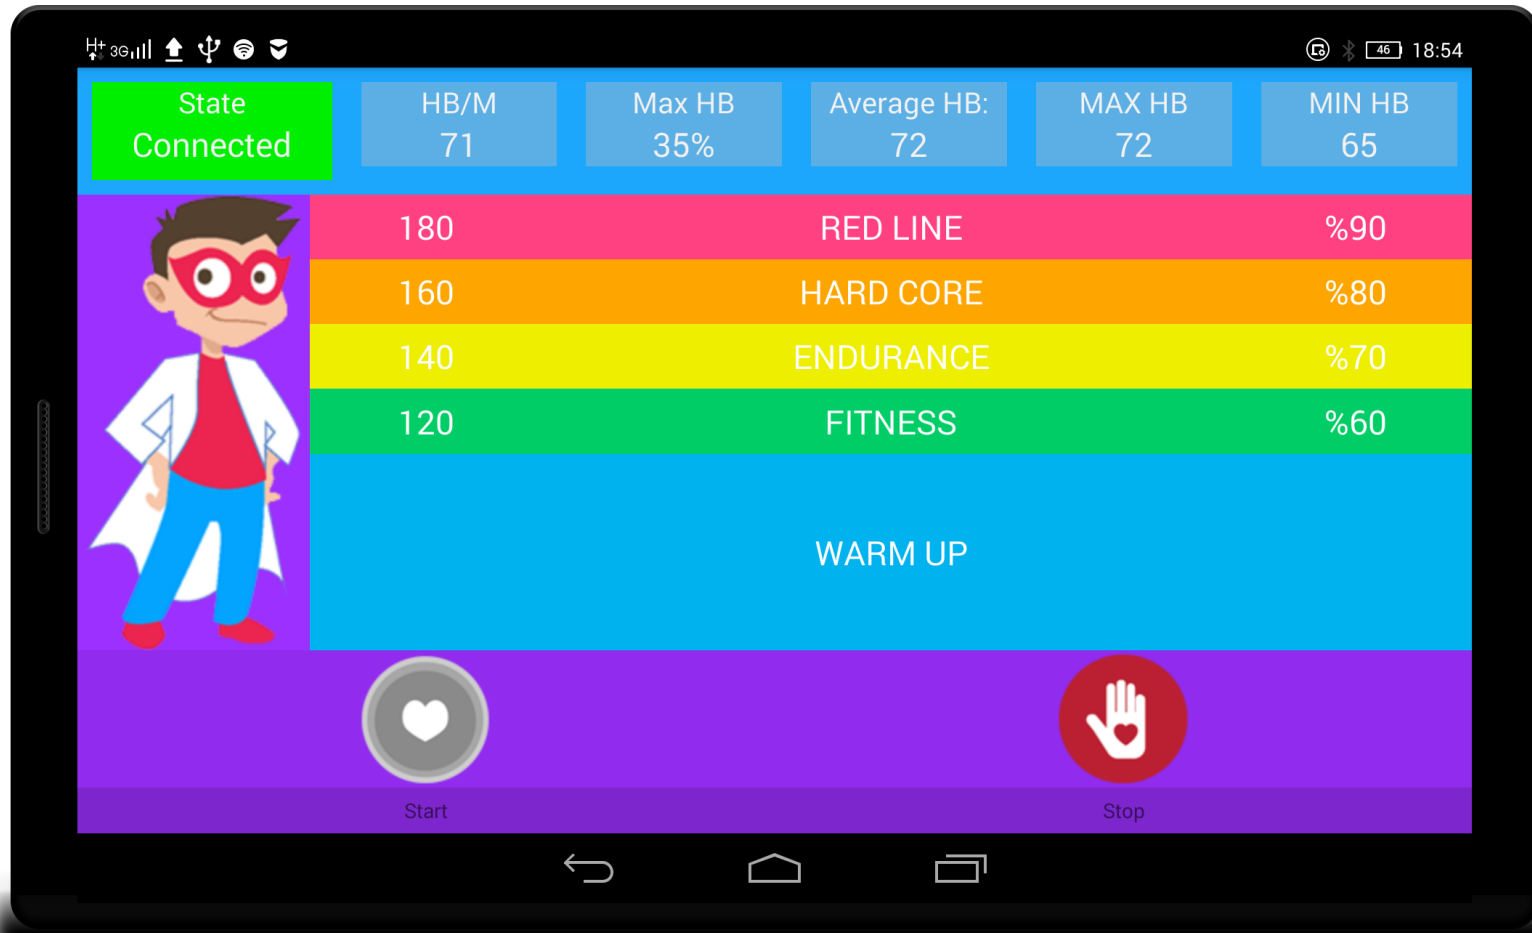 H+ 3G 46 18:54
State HB/M Max HB Average HB: MAX HB MIN HB
Connected 71 35% 72 72 65
180 RED LINE %90
160 HARD CORE %80
140 ENDURANCE %70
120 FITNESS %60
WARM UP
Start Stop